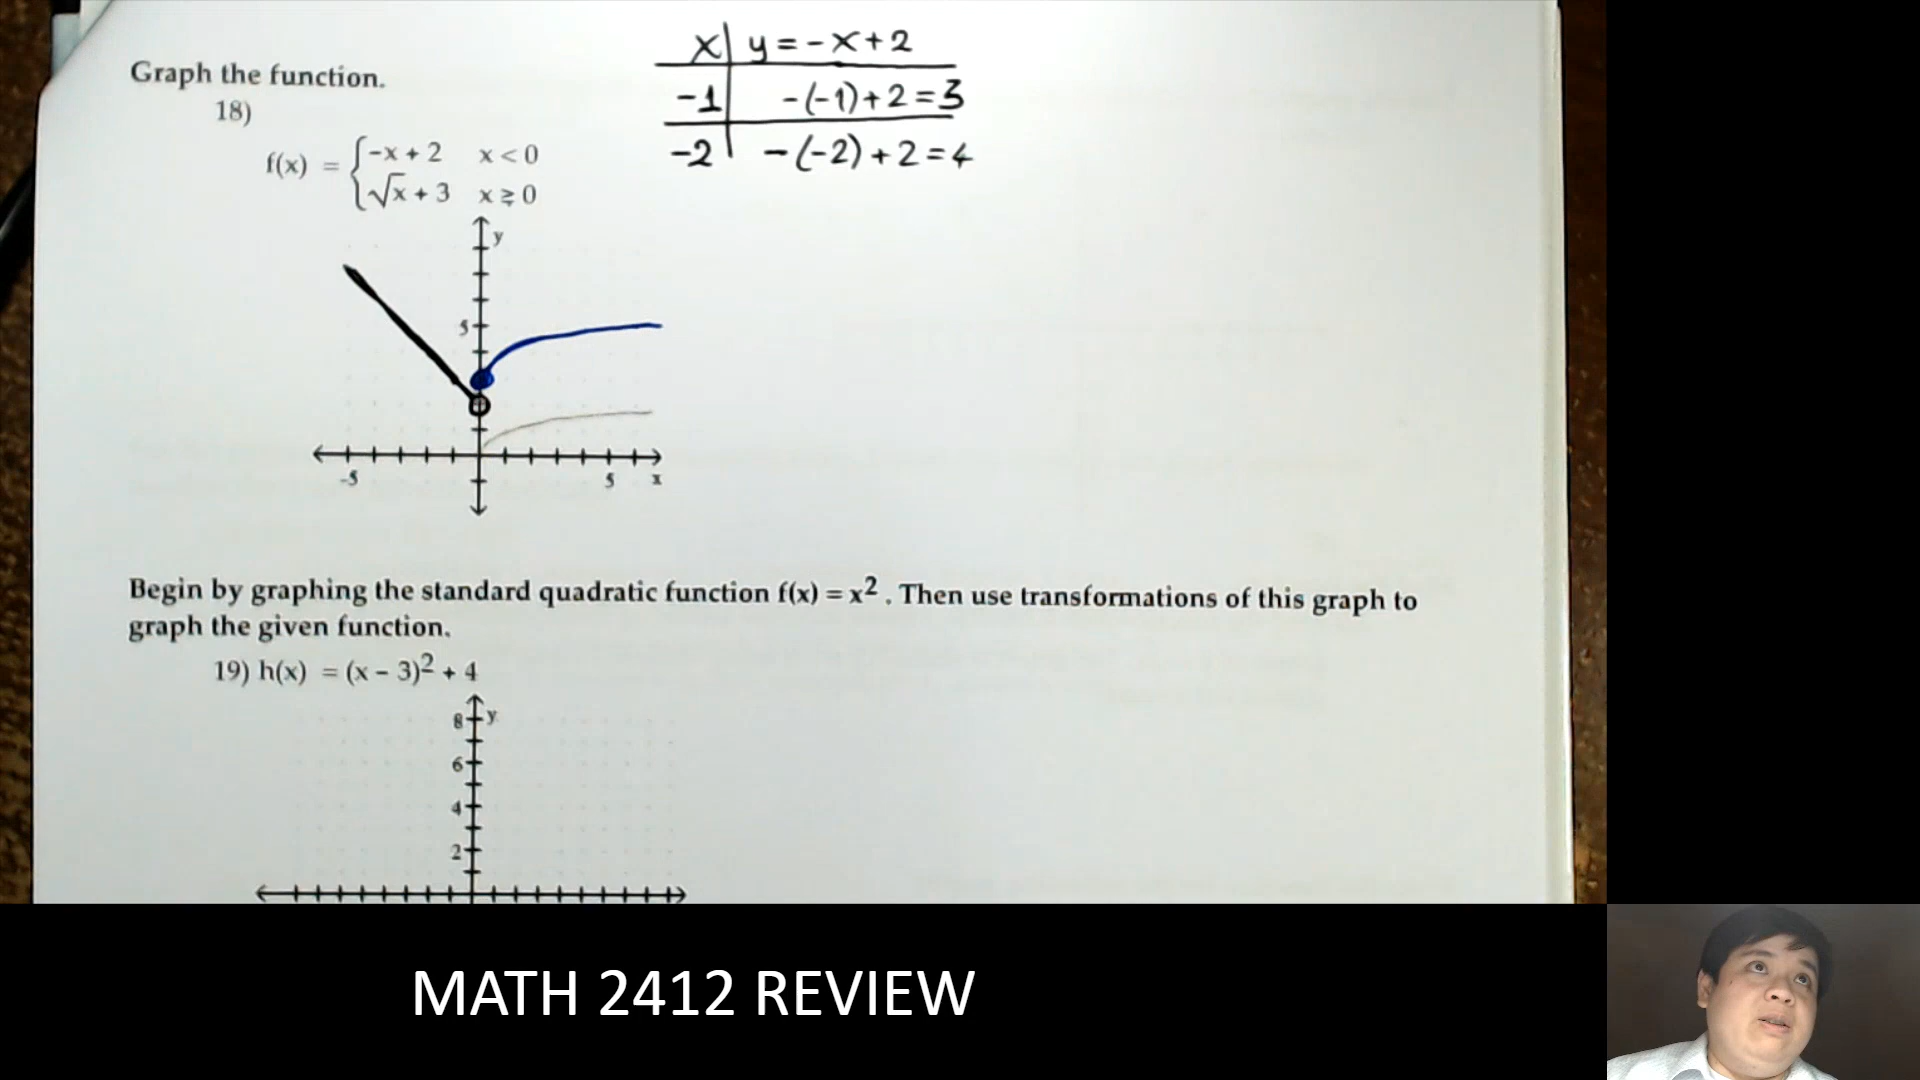 Graph the function.
18)
f(x) = { -x + 2   x < 0
√x + 3   x ≥ 0
x | y = -x + 2
-1 | -(-1) + 2 = 3
-2 | -(-2) + 2 = 4
y
5
-5   5   x
Begin by graphing the standard quadratic function f(x) = x². Then use transformations of this graph to
graph the given function.
19) h(x) = (x - 3)² + 4
8 y
6
4
2
MATH 2412 REVIEW